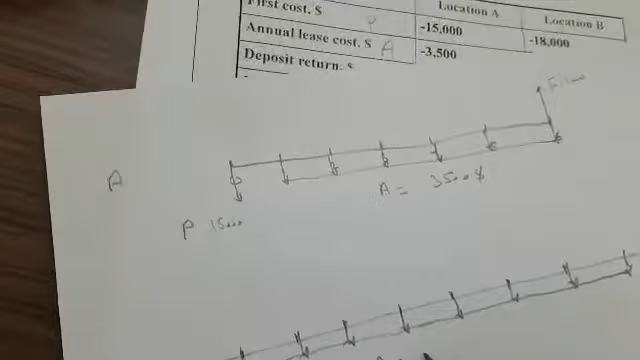 Location A Location B
First cost, $ P -15,000 -18,000
Annual lease cost, $ A -3,500
Deposit return, $
A
A = 3500 $
P 15000